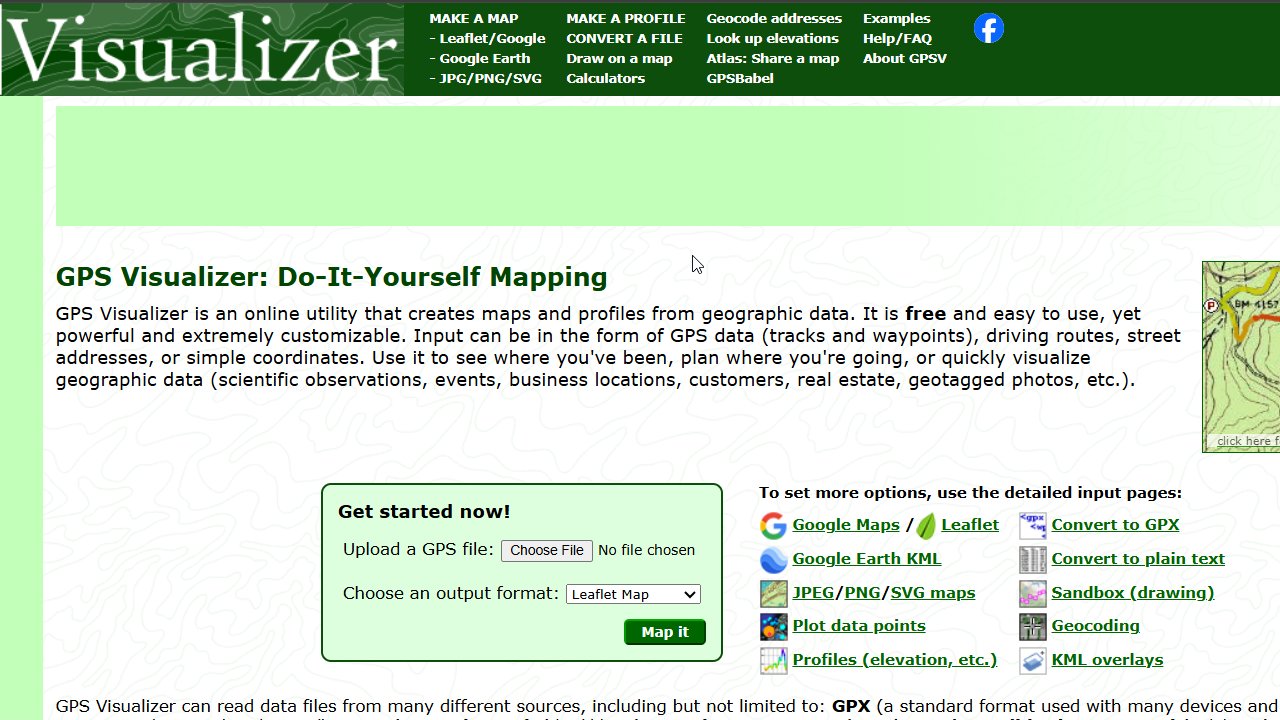 Visualizer
MAKE A MAP
- Leaflet/Google
- Google Earth
- JPG/PNG/SVG
MAKE A PROFILE
CONVERT A FILE
Draw on a map
Calculators
Geocode addresses
Look up elevations
Atlas: Share a map
GPSBabel
Examples
Help/FAQ
About GPSV
GPS Visualizer: Do-It-Yourself Mapping
GPS Visualizer is an online utility that creates maps and profiles from geographic data. It is free and easy to use, yet
powerful and extremely customizable. Input can be in the form of GPS data (tracks and waypoints), driving routes, street
addresses, or simple coordinates. Use it to see where you've been, plan where you're going, or quickly visualize
geographic data (scientific observations, events, business locations, customers, real estate, geotagged photos, etc.).
P
BM 4157
click here f
Get started now!
Upload a GPS file: Choose File No file chosen
Choose an output format: Leaflet Map
Map it
To set more options, use the detailed input pages:
Google Maps / Leaflet
Google Earth KML
JPEG/PNG/SVG maps
Plot data points
Profiles (elevation, etc.)
Convert to GPX
Convert to plain text
Sandbox (drawing)
Geocoding
KML overlays
GPS Visualizer can read data files from many different sources, including but not limited to: GPX (a standard format used with many devices and